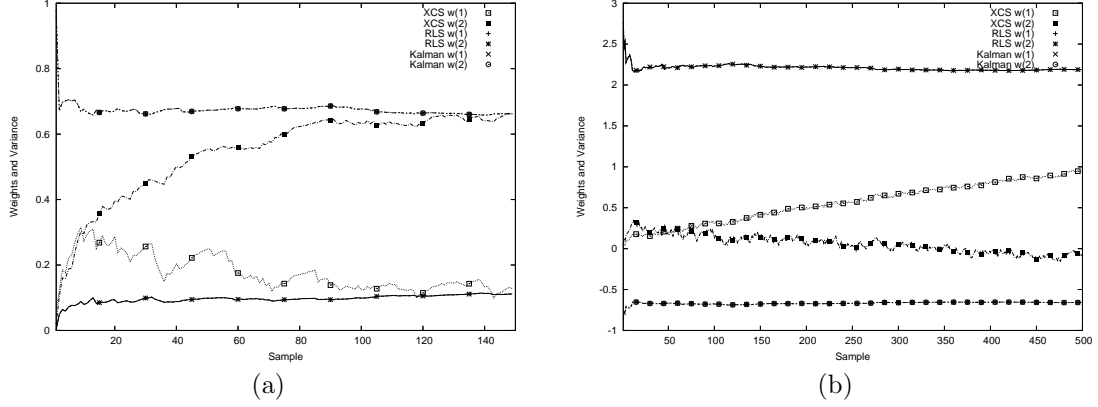 1
0.8
0.6
0.4
0.2
0
20
40
60
80
100
120
140
Weights and Variance
Sample
XCS w(1)
XCS w(2)
RLS w(1)
RLS w(2)
Kalman w(1)
Kalman w(2)
(a)
3
2.5
2
1.5
1
0.5
0
-0.5
-1
50
100
150
200
250
300
350
400
450
500
Weights and Variance
Sample
XCS w(1)
XCS w(2)
RLS w(1)
RLS w(2)
Kalman w(1)
Kalman w(2)
(b)